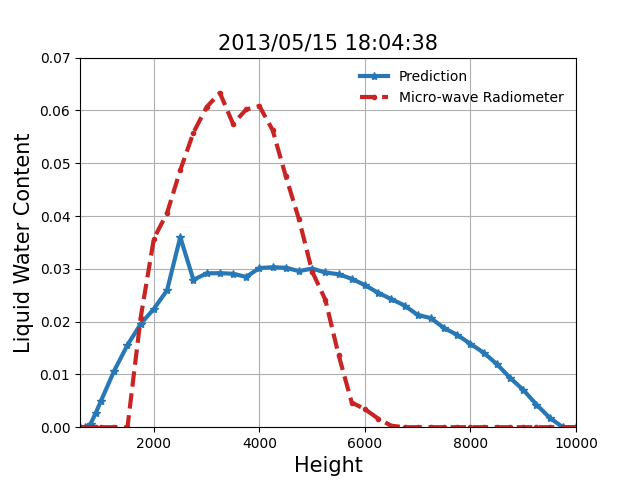 2013/05/15 18:04:38
Prediction
Micro-wave Radiometer
Liquid Water Content
0.07
0.06
0.05
0.04
0.03
0.02
0.01
0.00
2000 4000 6000 8000 10000
Height